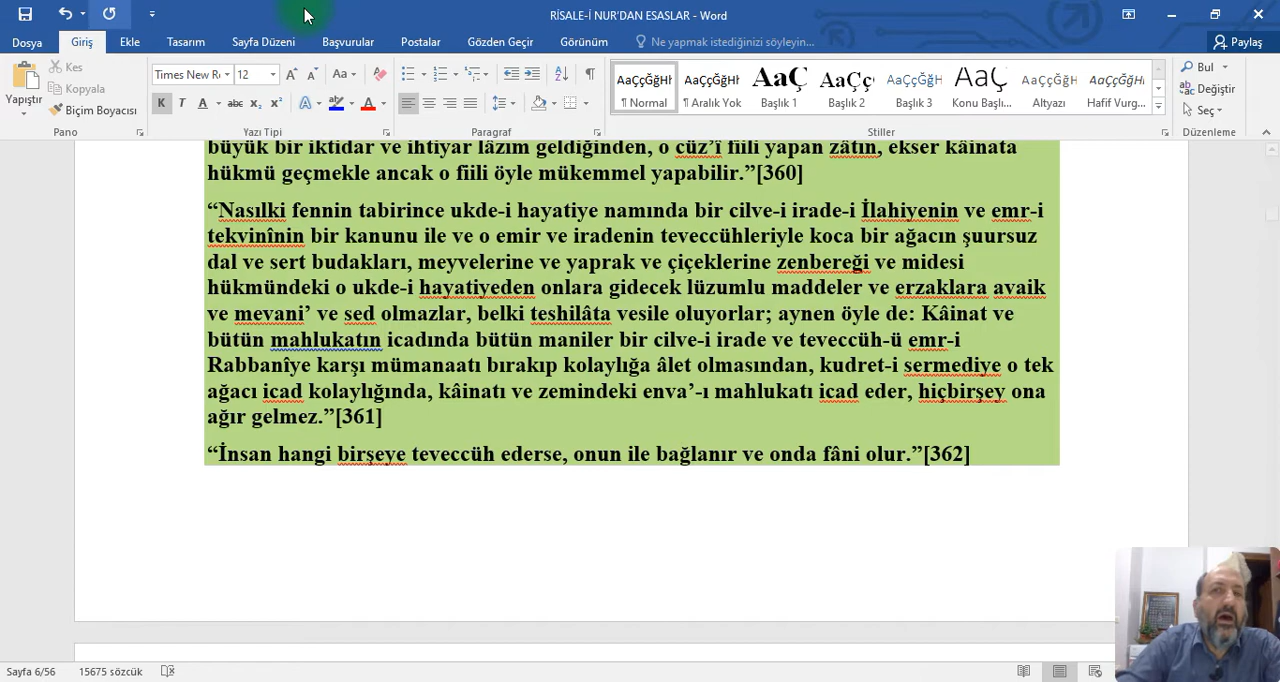 RİSALE-İ NUR'DAN ESASLAR - Word
Dosya Giriş Ekle Tasarım Sayfa Düzeni Başvurular Postalar Gözden Geçir Görünüm Ne yapmak istediğinizi söyleyin... Paylaş
Yapıştır
Kes
Kopyala
Biçim Boyacısı
Times New Ro 12
AaÇçĞğHł AaÇçĞğHł AaÇ AaÇç AaÇçĞğH AaÇ AaÇçĞğH AaÇçĞğH
¶ Normal ¶ Aralık Yok Başlık 1 Başlık 2 Başlık 3 Konu Başlı... Altyazı Hafif Vurg...
Bul
Değiştir
Seç
Pano Yazı Tipi Paragraf Stiller Düzenleme
büyük bir iktidar ve ihtiyar lâzım geldiğinden, o cüz’î fiili yapan zâtın, ekser kâinata
hükmü geçmekle ancak o fiili öyle mükemmel yapabilir.”[360]
“Nasılki fennin tabirince ukde-i hayatiye namında bir cilve-i irade-i İlahiyenin ve emr-i
tekvinînin bir kanunu ile ve o emir ve iradenin teveccühleriyle koca bir ağacın şuursuz
dal ve sert budakları, meyvelerine ve yaprak ve çiçeklerine zenbereği ve midesi
hükmündeki o ukde-i hayatiyeden onlara gidecek lüzumlu maddeler ve erzaklara avaik
ve mevani’ ve sed olmazlar, belki teshilâta vesile oluyorlar; aynen öyle de: Kâinat ve
bütün mahlukatın icadında bütün maniler bir cilve-i irade ve teveccüh-ü emr-i
Rabbanîye karşı mümanaatı bırakıp kolaylığa âlet olmasından, kudret-i sermediye o tek
ağacı icad kolaylığında, kâinatı ve zemindeki enva’-ı mahlukatı icad eder, hiçbirşey ona
ağır gelmez.”[361]
“İnsan hangi birşeye teveccüh ederse, onun ile bağlanır ve onda fâni olur.”[362]
Sayfa 6/56 15675 sözcük